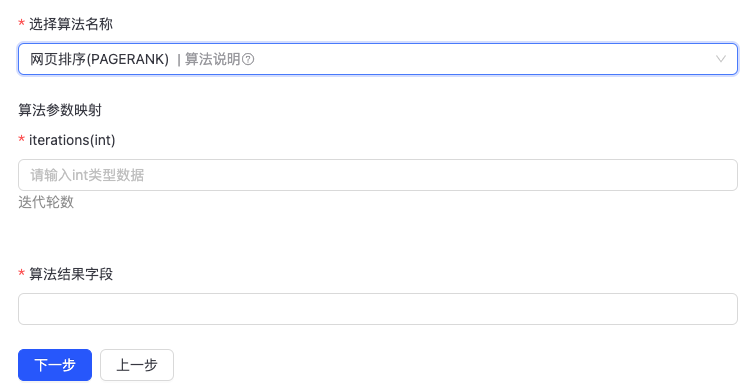 * 选择算法名称
网页排序(PAGERANK) | 算法说明
算法参数映射
* iterations(int)
请输入int类型数据
迭代轮数
* 算法结果字段
下一步 上一步